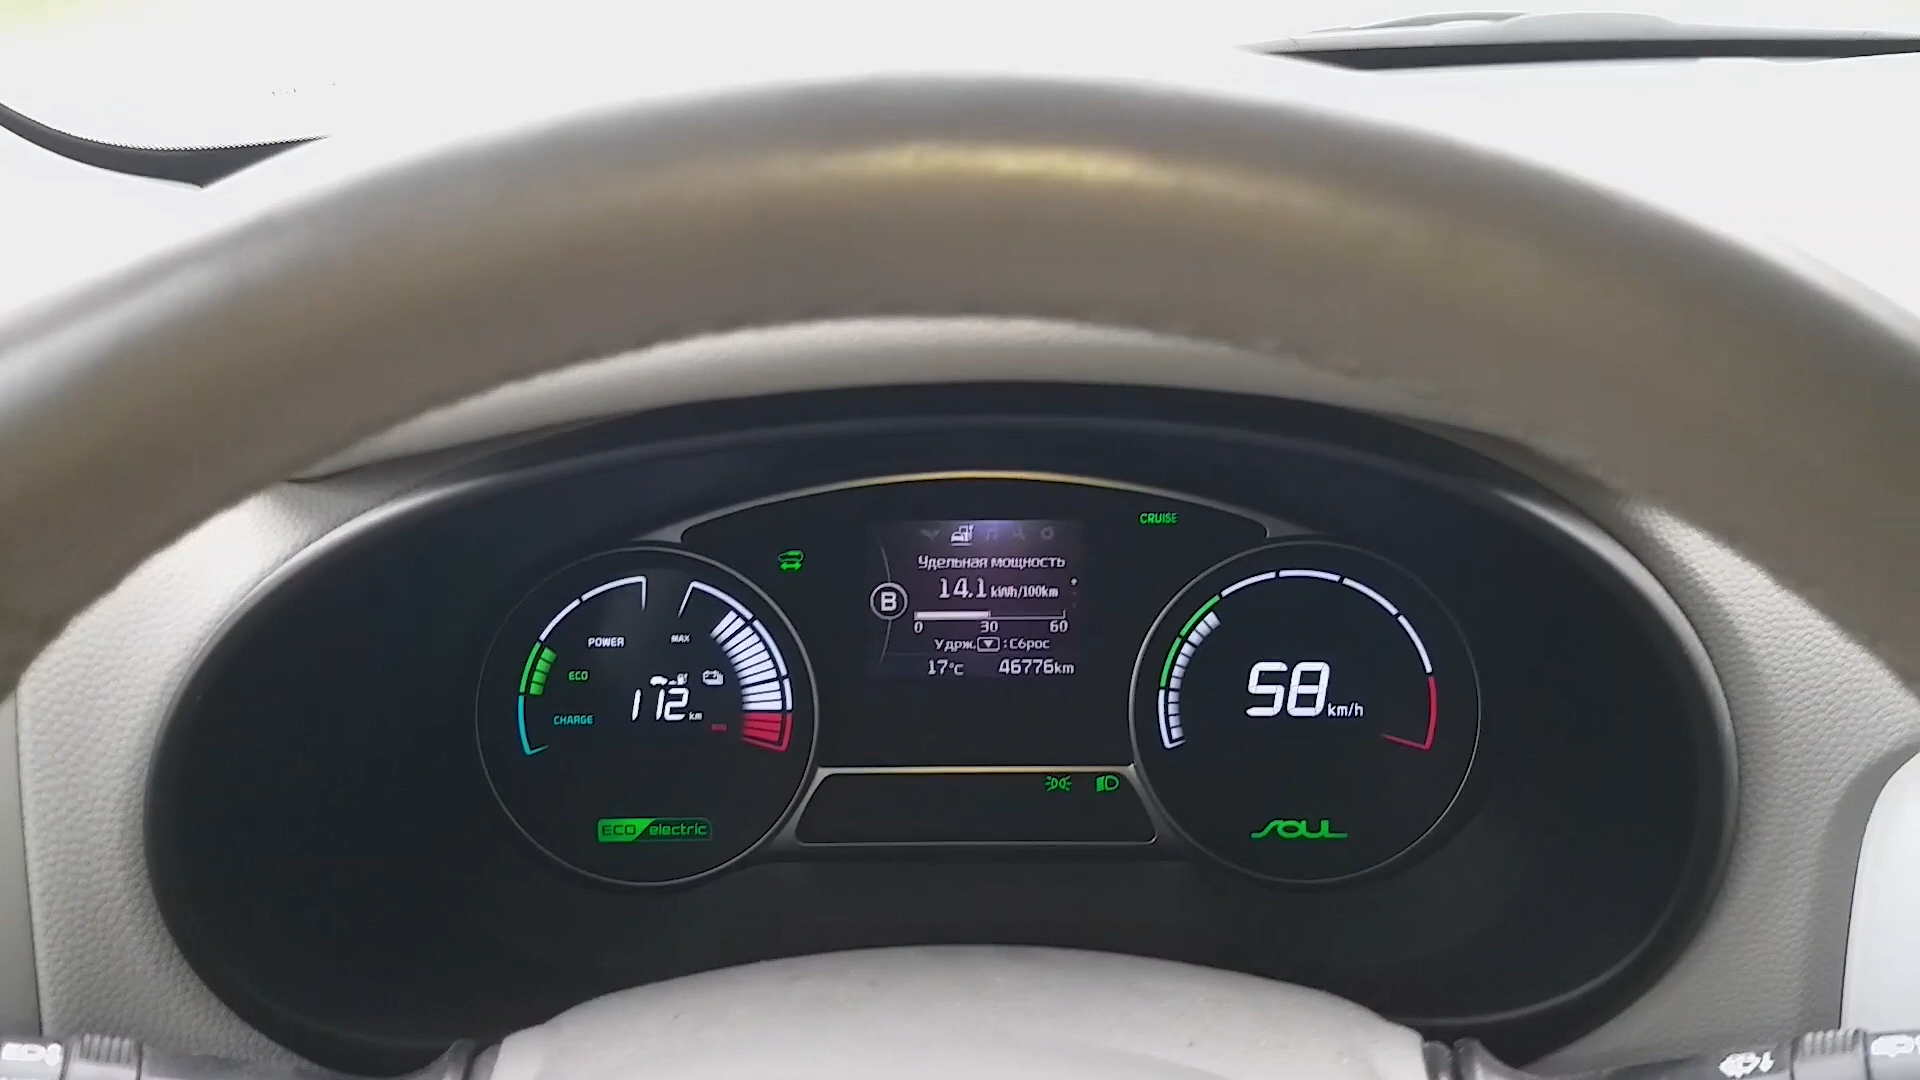 CRUISE
Удельная мощность
14.1 kWh/100km
B
0 30 60
Удрж. : Сброс
17°C 46776km
POWER
MAX
ECO
CHARGE
172 km
58 km/h
ECO electric
SOUL